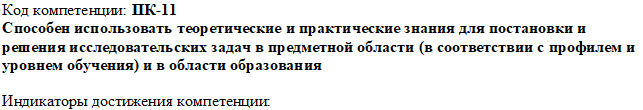 Код компетенции: ПК-11
Способен использовать теоретические и практические знания для постановки и
решения исследовательских задач в предметной области (в соответствии с профилем и
уровнем обучения) и в области образования
Индикаторы достижения компетенции: